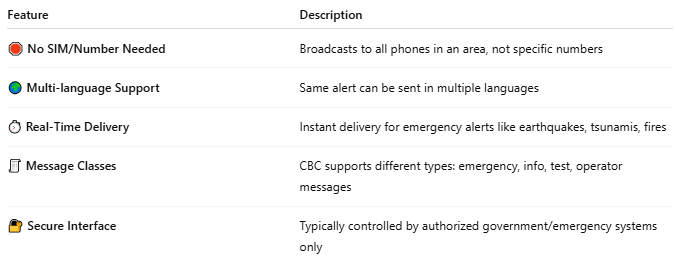 Feature Description
No SIM/Number Needed Broadcasts to all phones in an area, not specific numbers
Multi-language Support Same alert can be sent in multiple languages
Real-Time Delivery Instant delivery for emergency alerts like earthquakes, tsunamis, fires
Message Classes CBC supports different types: emergency, info, test, operator
messages
Secure Interface Typically controlled by authorized government/emergency systems
only